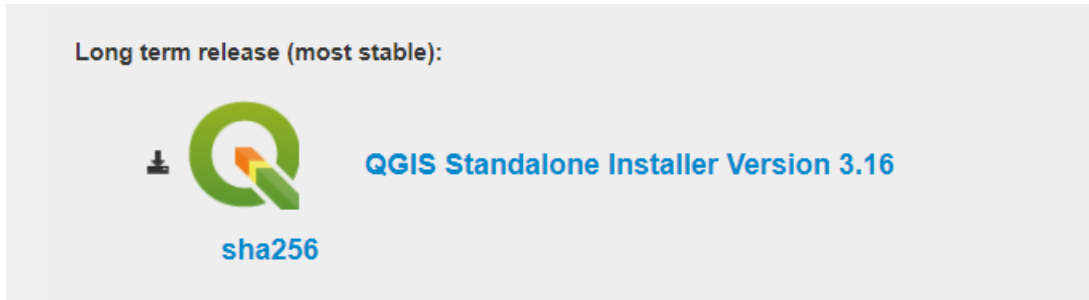 Long term release (most stable):
QGIS Standalone Installer Version 3.16
sha256